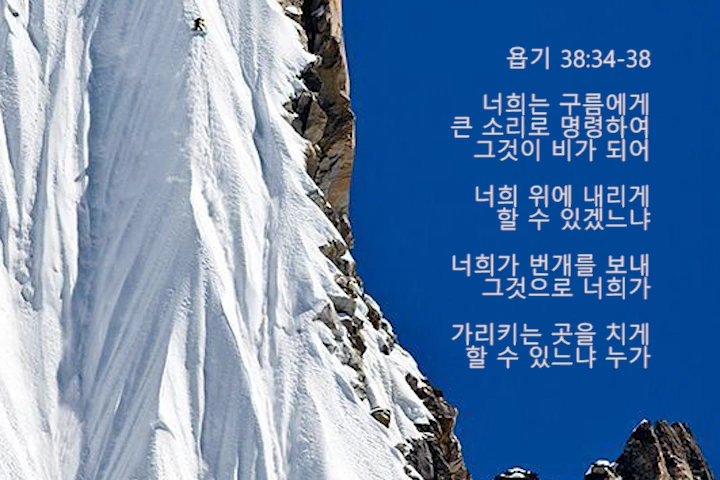 욥기 38:34-38
너희는 구름에게
큰 소리로 명령하여
그것이 비가 되어
너희 위에 내리게
할 수 있겠느냐
너희가 번개를 보내
그것으로 너희가
가리키는 곳을 치게
할 수 있느냐 누가